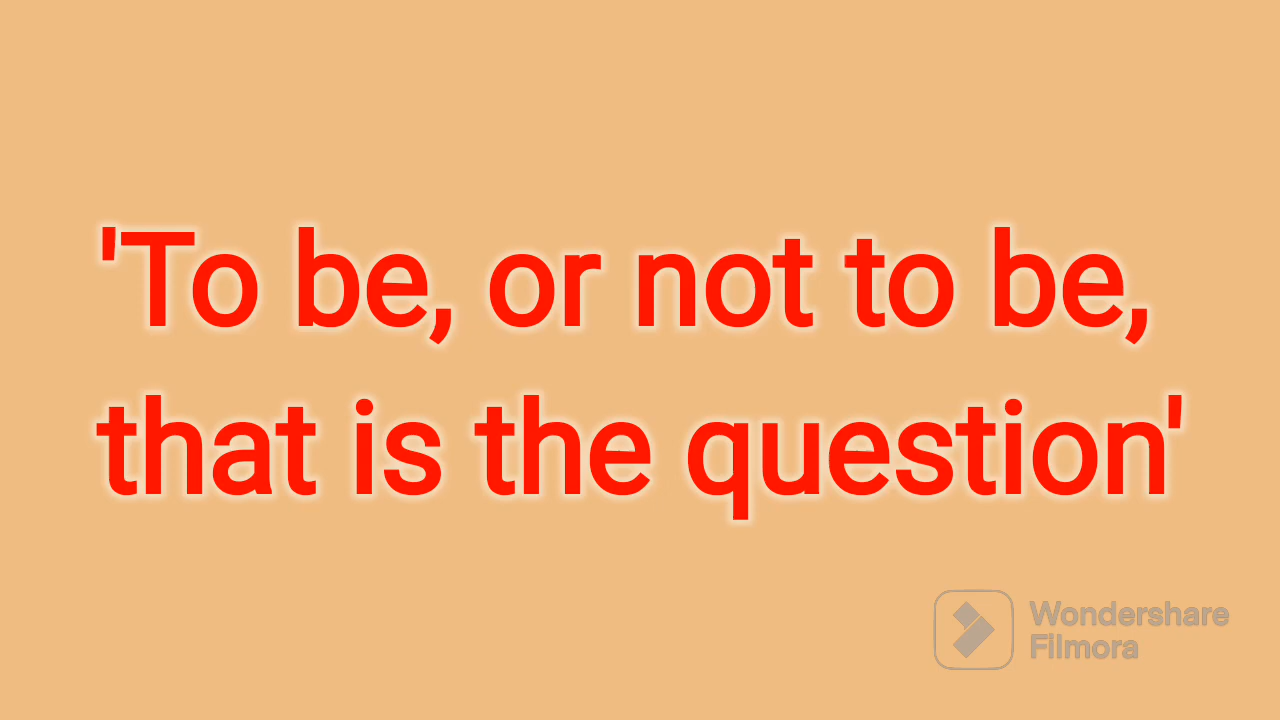 'To be, or not to be,
that is the question'
Wondershare
Filmora